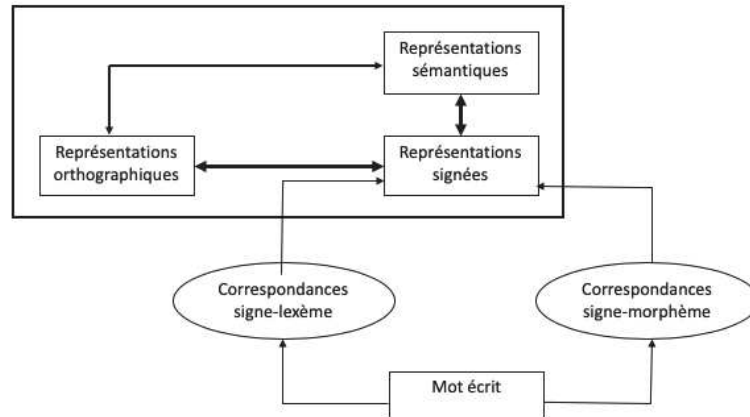 Représentations
sémantiques
Représentations
orthographiques
Représentations
signées
Correspondances
signe-lexème
Correspondances
signe-morphème
Mot écrit